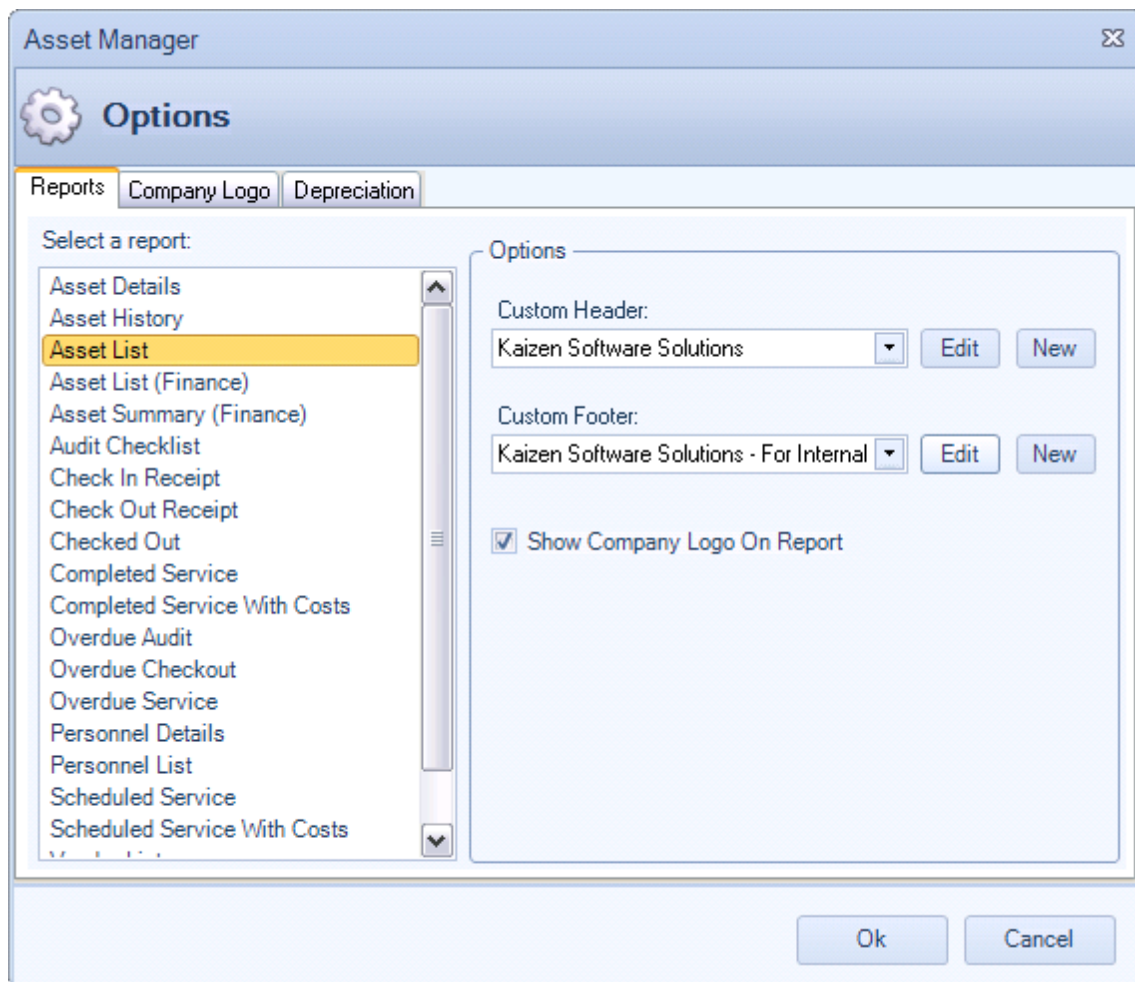 Asset Manager
Options
Reports
Company Logo
Depreciation
Select a report:
Asset Details
Asset History
Asset List
Asset List (Finance)
Asset Summary (Finance)
Audit Checklist
Check In Receipt
Check Out Receipt
Checked Out
Completed Service
Completed Service With Costs
Overdue Audit
Overdue Checkout
Overdue Service
Personnel Details
Personnel List
Scheduled Service
Scheduled Service With Costs
Options
Custom Header:
Kaizen Software Solutions
Edit
New
Custom Footer:
Kaizen Software Solutions - For Internal
Edit
New
Show Company Logo On Report
Ok
Cancel